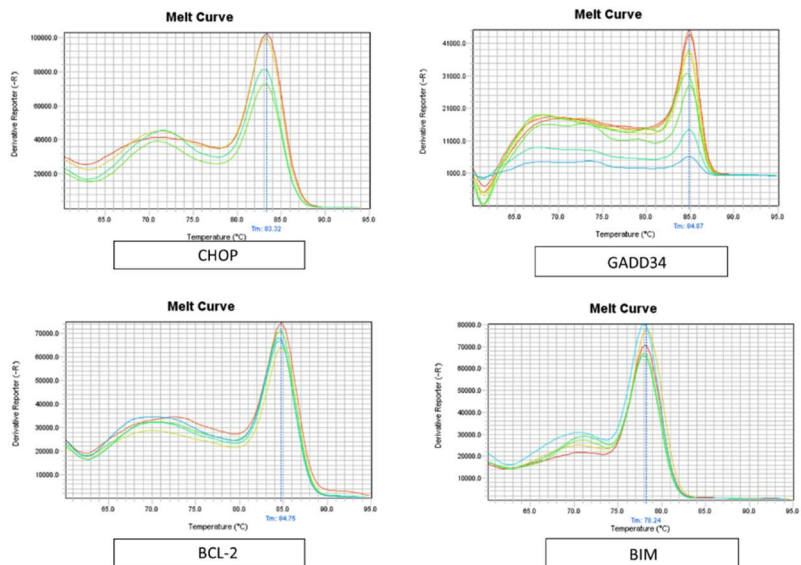 Melt Curve
Derivative Reporter (-R')
100000.0
80000.0
60000.0
40000.0
20000.0
65.0 70.0 75.0 80.0 85.0 90.0 95.0
Temperature (°C)
Tm: 83.32
CHOP
Melt Curve
Derivative Reporter (-R')
41000.0
31000.0
21000.0
11000.0
1000.0
65.0 70.0 75.0 80.0 85.0 90.0 95.0
Temperature (°C)
Tm: 84.87
GADD34
Melt Curve
Derivative Reporter (-R')
70000.0
60000.0
50000.0
40000.0
30000.0
20000.0
10000.0
65.0 70.0 75.0 80.0 85.0 90.0 95.0
Tm: 84.75
Temperature (°C)
BCL-2
Melt Curve
Derivative Reporter (-R')
80000.0
70000.0
60000.0
50000.0
40000.0
30000.0
20000.0
10000.0
65.0 70.0 75.0 80.0 85.0 90.0 95.0
Tm: 78.24
Temperature (°C)
BIM